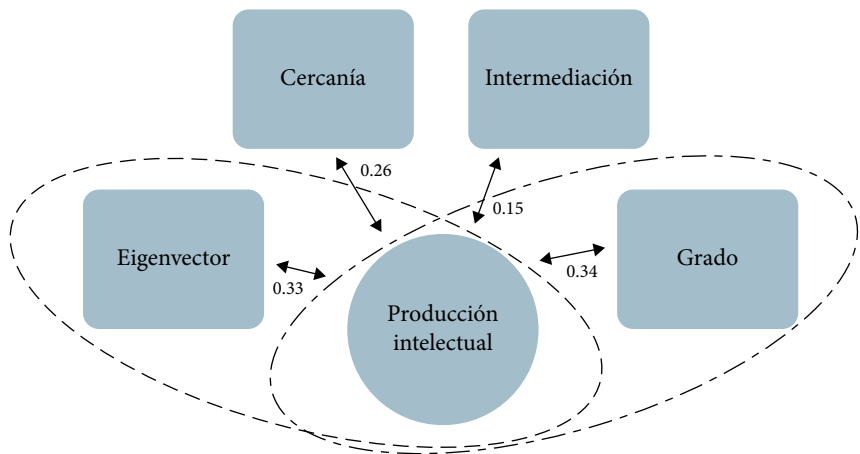 Cercanía
Intermediación
0.26
0.15
Eigenvector
0.33
Grado
0.34
Producción
intelectual